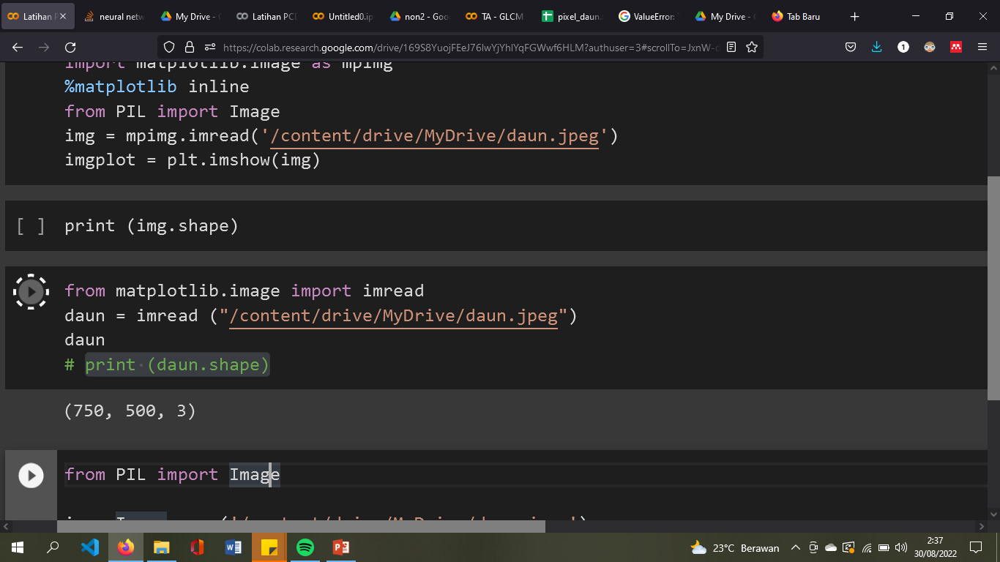 Latihan P
neural netw
My Drive - G
Latihan PCD
Untitled0.ip
non2 - Goo
TA - GLCM
pixel_daun.
ValueError:
My Drive - G
Tab Baru
https://colab.research.google.com/drive/169S8YuojFEeJ76lwYjYhlYqFGWwf6HLM?authuser=3#scrollTo=JxnW-
1
import matplotlib.image as mpimg
%matplotlib inline
from PIL import Image
img = mpimg.imread('/content/drive/MyDrive/daun.jpeg')
imgplot = plt.imshow(img)
[ ] print (img.shape)
from matplotlib.image import imread
daun = imread ("/content/drive/MyDrive/daun.jpeg")
daun
# print (daun.shape)
(750, 500, 3)
from PIL import Image
23°C Berawan
2:37
30/08/2022